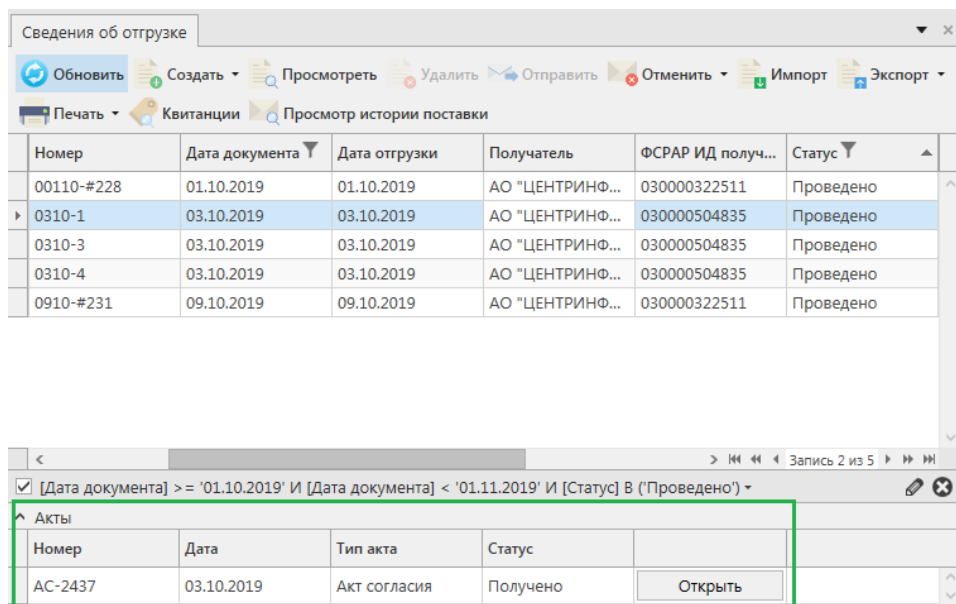 Сведения об отгрузке
Обновить Создать Просмотреть Удалить Отправить Отменить Импорт Экспорт
Печать Квитанции Просмотр истории поставки
Номер Дата документа Дата отгрузки Получатель ФСРАР ИД получ... Статус
00110-#228 01.10.2019 01.10.2019 АО "ЦЕНТРИНФ... 030000322511 Проведено
0310-1 03.10.2019 03.10.2019 АО "ЦЕНТРИНФ... 030000504835 Проведено
0310-3 03.10.2019 03.10.2019 АО "ЦЕНТРИНФ... 030000504835 Проведено
0310-4 03.10.2019 03.10.2019 АО "ЦЕНТРИНФ... 030000504835 Проведено
0910-#231 09.10.2019 09.10.2019 АО "ЦЕНТРИНФ... 030000322511 Проведено
Запись 2 из 5
[Дата документа] >= '01.10.2019' И [Дата документа] < '01.11.2019' И [Статус] В ('Проведено')
Акты
Номер Дата Тип акта Статус
АС-2437 03.10.2019 Акт согласия Получено Открыть